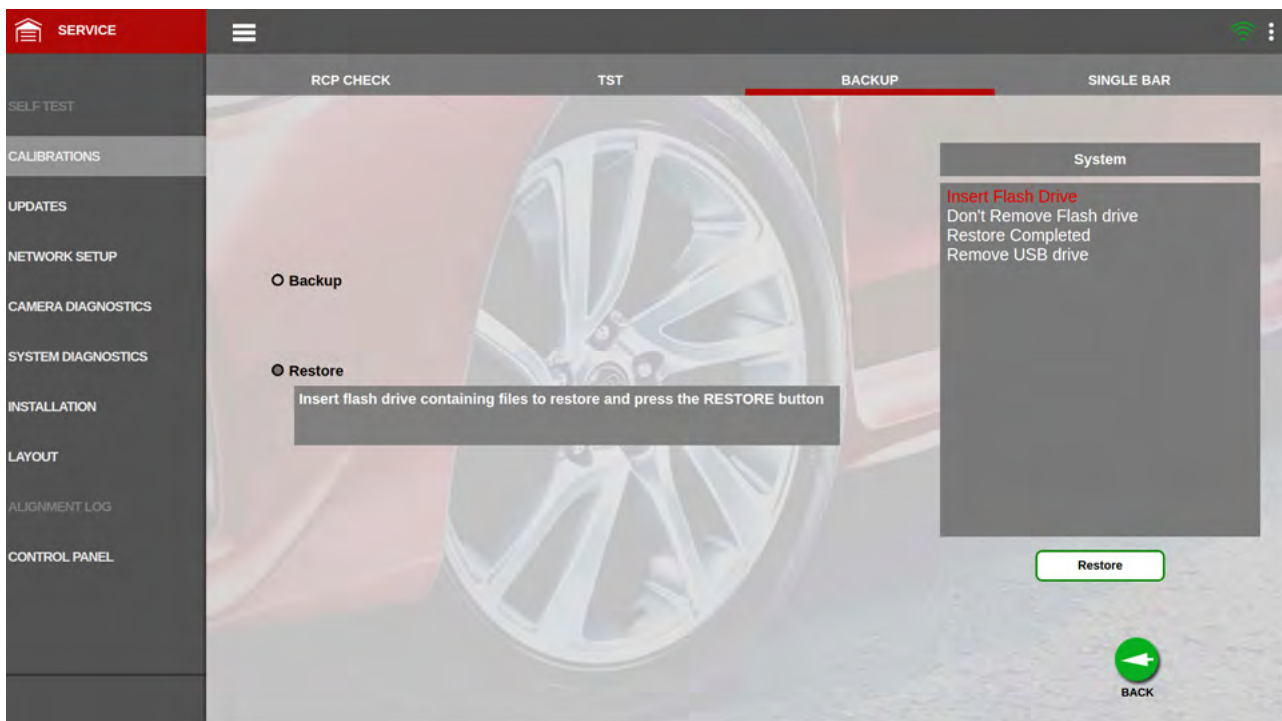 SERVICE
RCP CHECK
TST
BACKUP
SINGLE BAR
SELF TEST
CALIBRATIONS
UPDATES
NETWORK SETUP
CAMERA DIAGNOSTICS
SYSTEM DIAGNOSTICS
INSTALLATION
LAYOUT
ALIGNMENT LOG
CONTROL PANEL
Backup
Restore
Insert flash drive containing files to restore and press the RESTORE button
System
Insert Flash Drive
Don't Remove Flash drive
Restore Completed
Remove USB drive
Restore
BACK